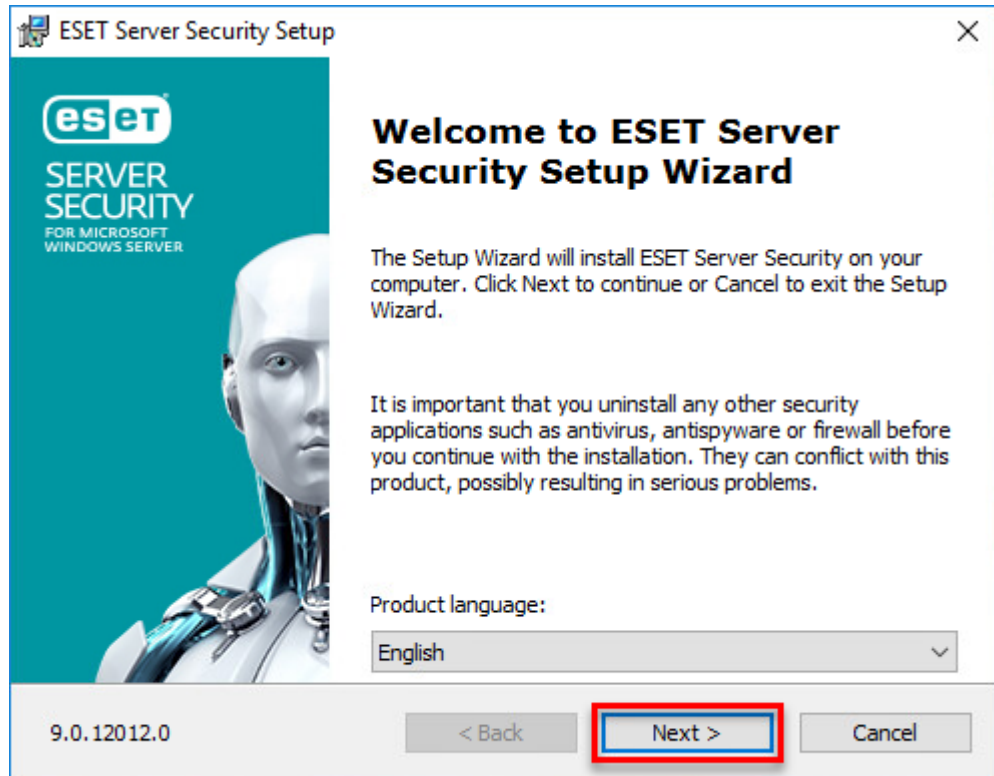 ESET Server Security Setup
eset
SERVER
SECURITY
FOR MICROSOFT
WINDOWS SERVER
Welcome to ESET Server
Security Setup Wizard
The Setup Wizard will install ESET Server Security on your
computer. Click Next to continue or Cancel to exit the Setup
Wizard.
It is important that you uninstall any other security
applications such as antivirus, antispyware or firewall before
you continue with the installation. They can conflict with this
product, possibly resulting in serious problems.
Product language:
English
9.0.12012.0
< Back
Next >
Cancel